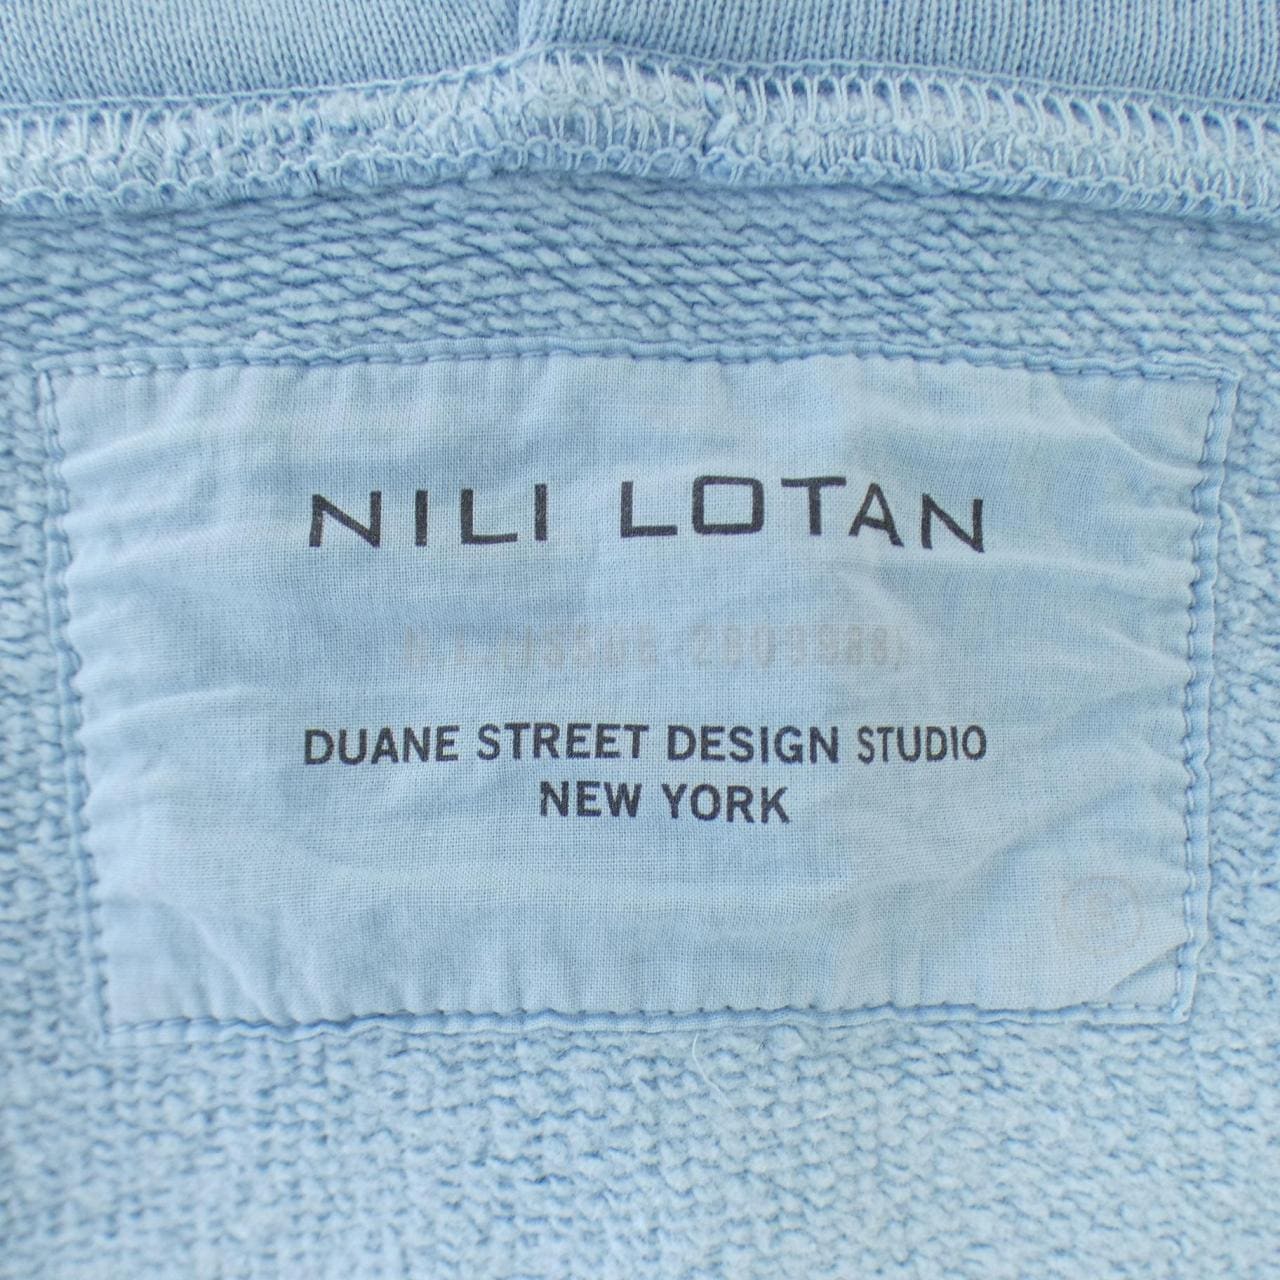 NILI LOTAN
DUANE STREET DESIGN STUDIO
NEW YORK